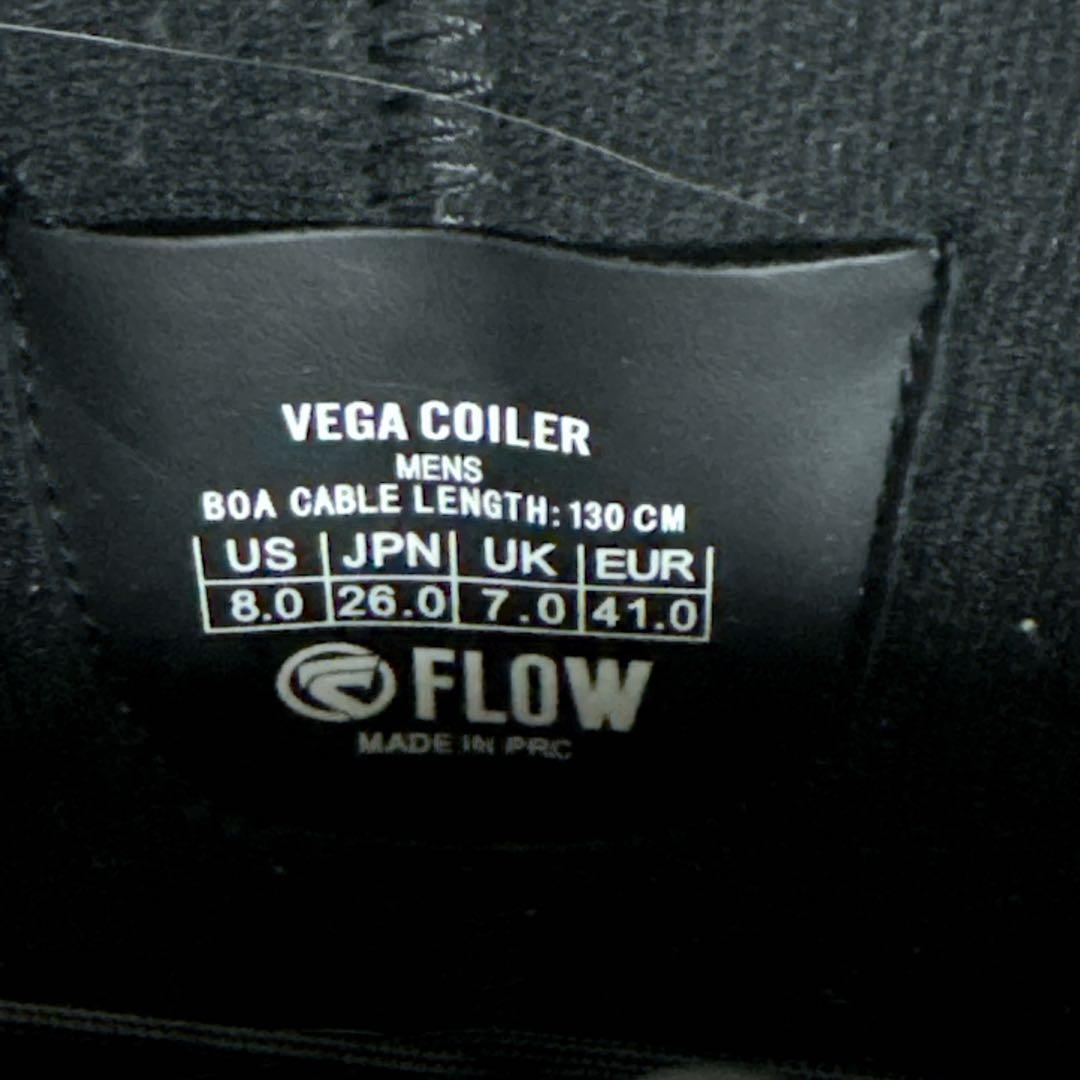 VEGA COILER
MENS
BOA CABLE LENGTH: 130 CM
US JPN UK EUR
8.0 26.0 7.0 41.0
FLOW
MADE IN PRC